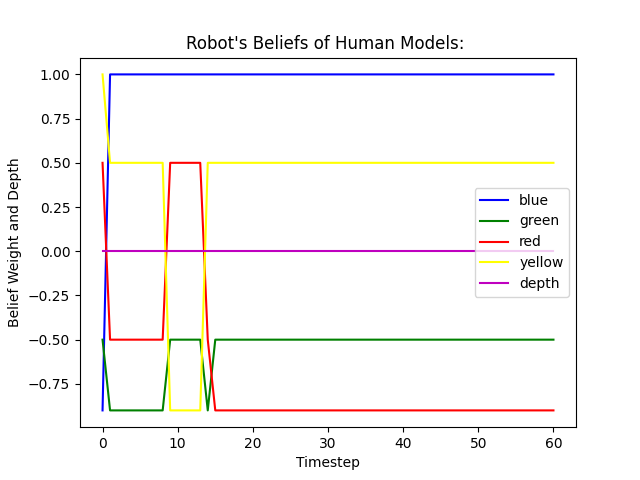 Robot's Beliefs of Human Models:
1.00
0.75
0.50
0.25
0.00
−0.25
−0.50
−0.75
Belief Weight and Depth
blue
green
red
yellow
depth
0 10 20 30 40 50 60
Timestep